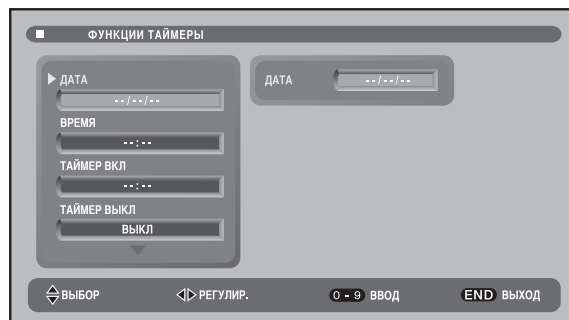 ФУНКЦИИ ТАЙМЕРЫ
ДАТА
--/--/--
ВРЕМЯ
--:--
ТАЙМЕР ВКЛ
--:--
ТАЙМЕР ВЫКЛ
ВЫКЛ
ДАТА --/--/--
ВЫБОР РЕГУЛИР. 0 - 9 ВВОД END ВЫХОД